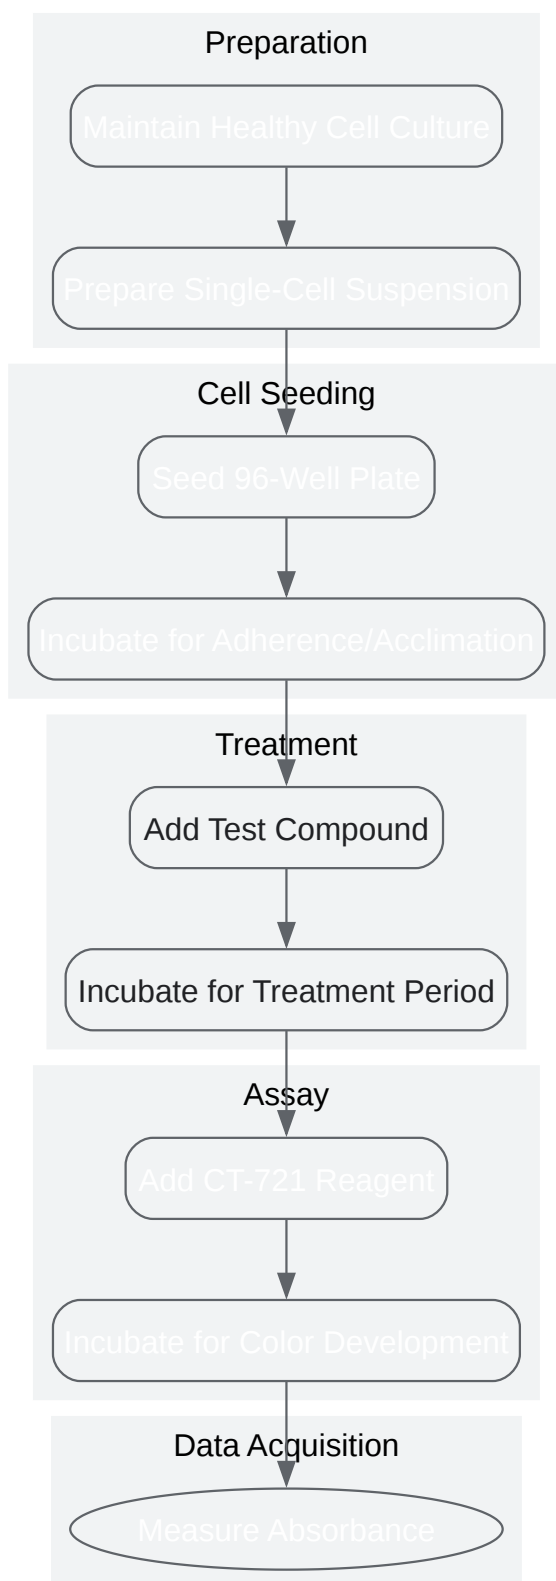 Preparation
Maintain Healthy Cell Culture
Prepare Single-Cell Suspension
Cell Seeding
Seed 96-Well Plate
Incubate for Adherence/Acclimation
Treatment
Add Test Compound
Incubate for Treatment Period
Assay
Add CT-721 Reagent
Incubate for Color Development
Data Acquisition
Measure Absorbance